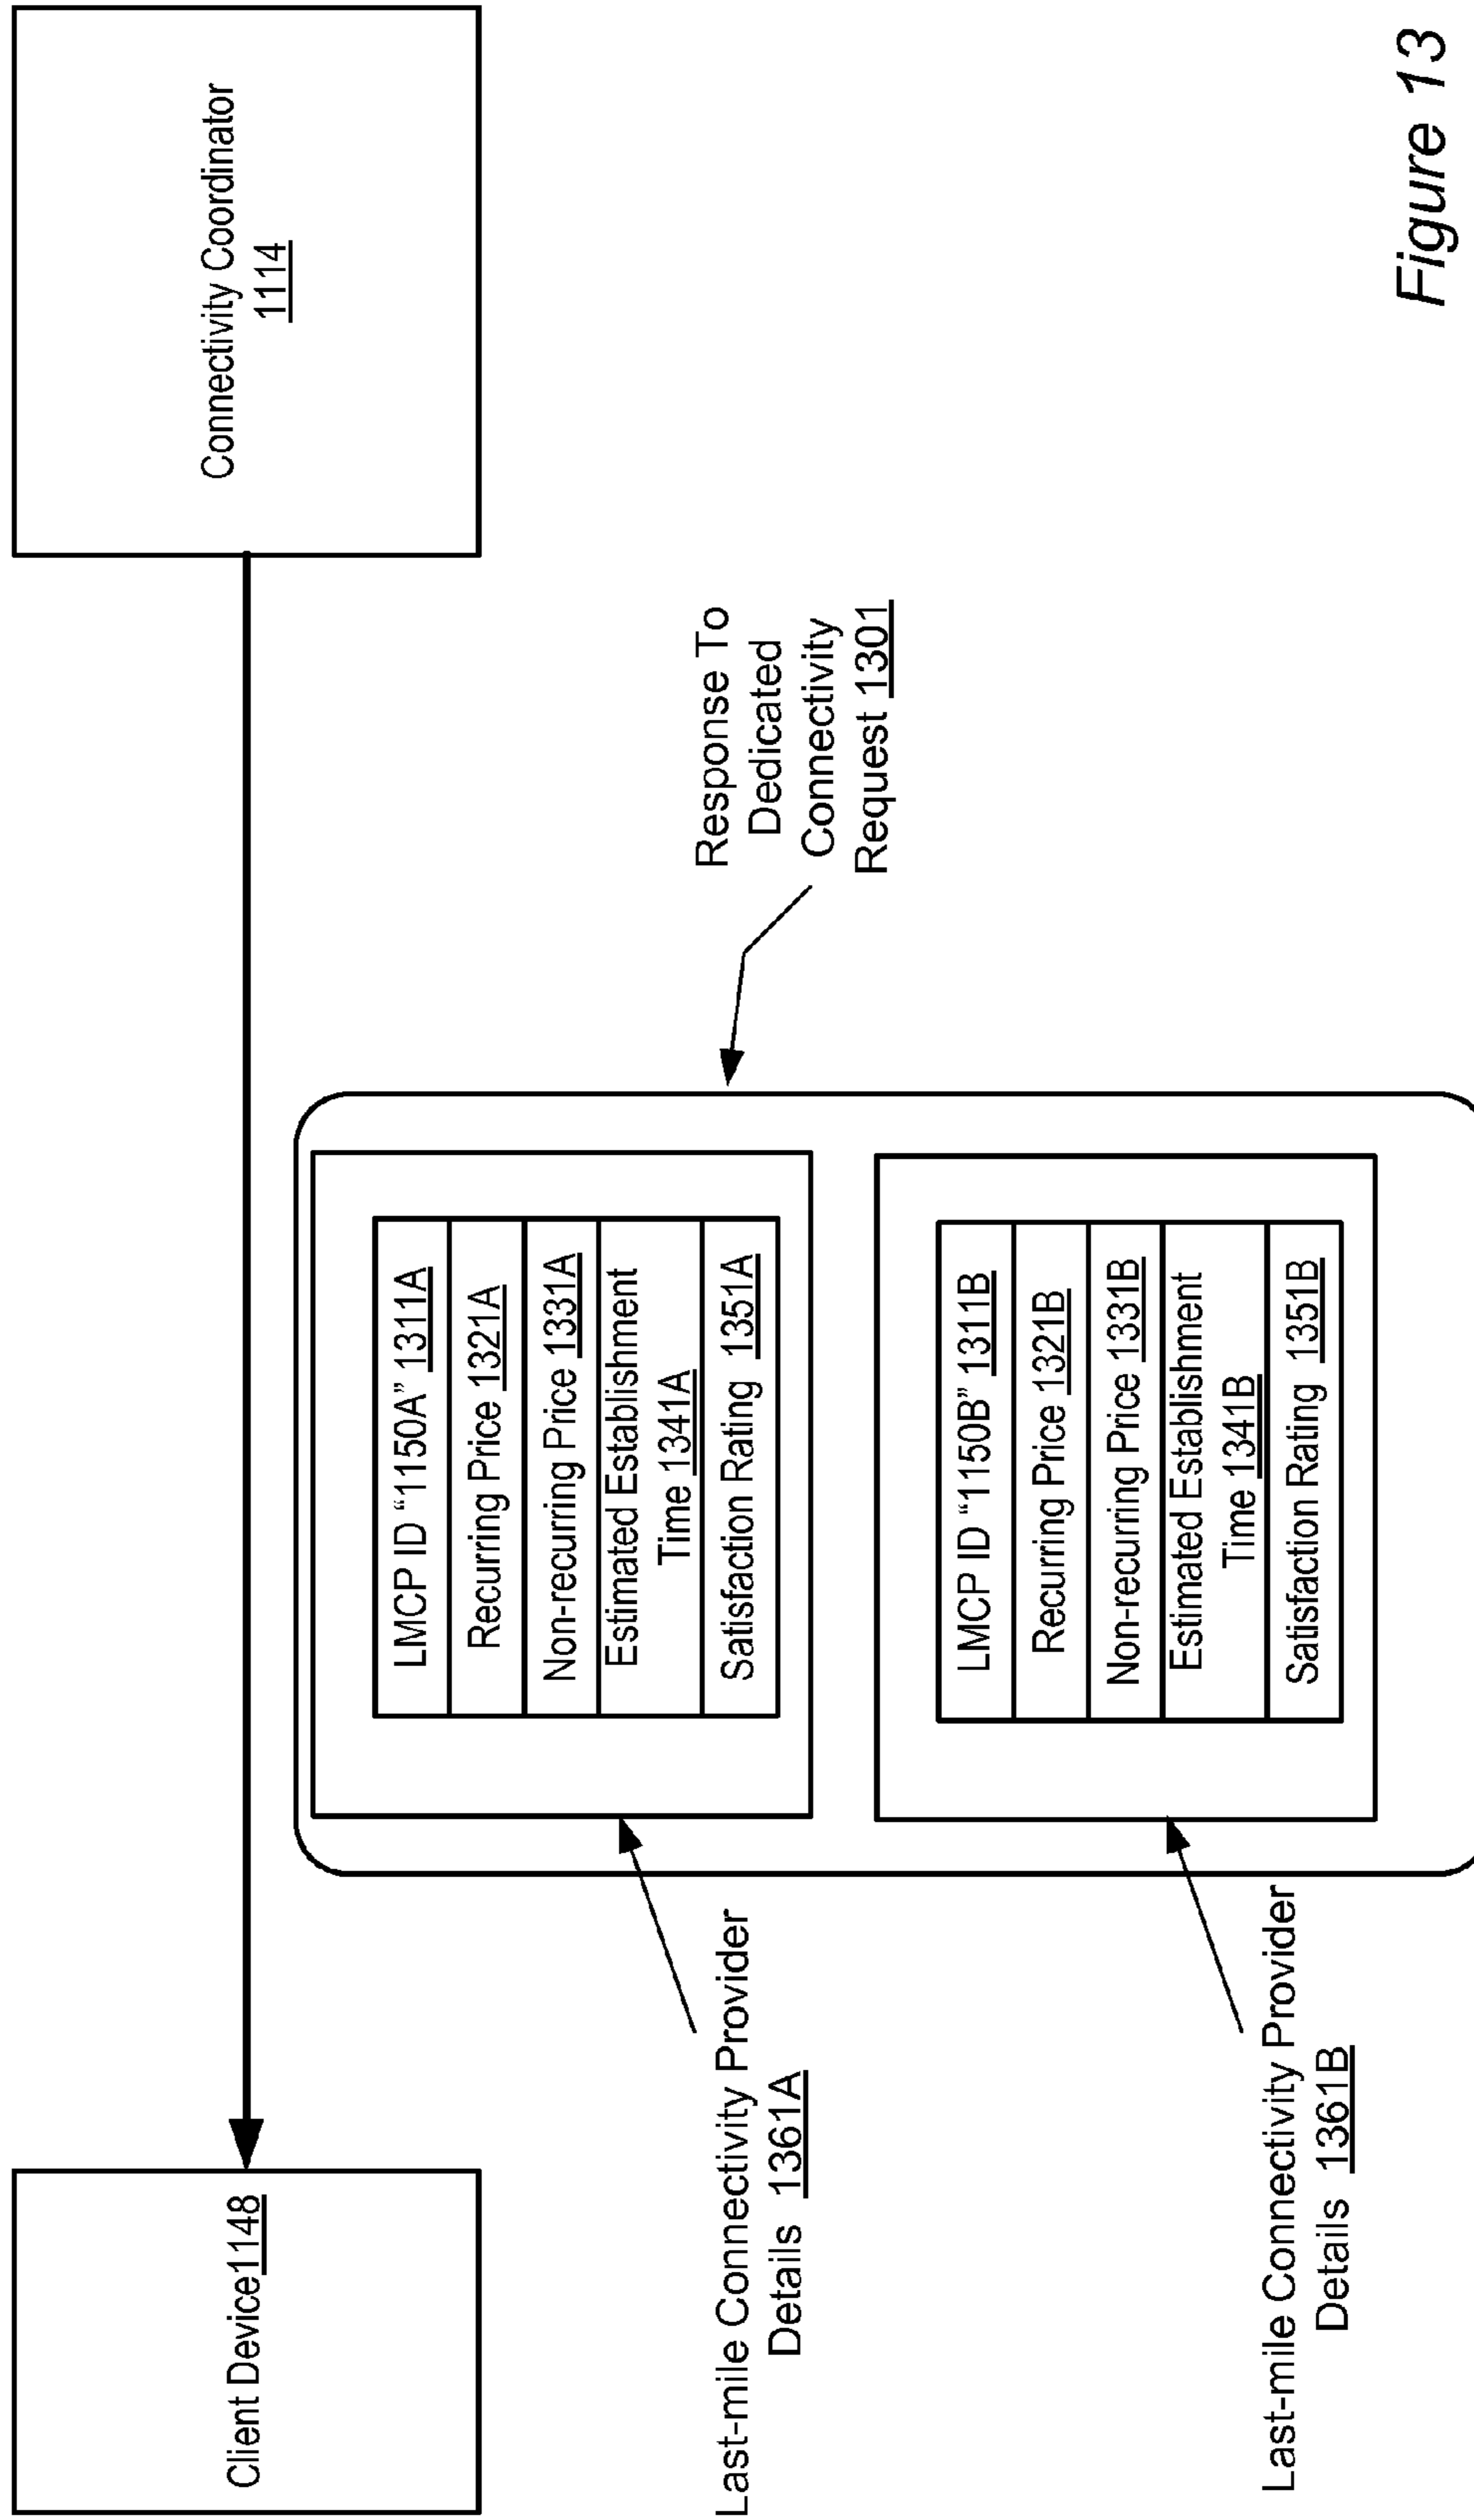 Client Device1148
Connectivity Coordinator
1114
Response To
Dedicated
Connectivity
Request 1301
LMCP ID “1150A” 1311A
Recurring Price 1321A
Non-recurring Price 1331A
Estimated Establishment
Time 1341A
Satisfaction Rating 1351A
Last-mile Connectivity Provider
Details 1361A
LMCP ID “1150B” 1311B
Recurring Price 1321B
Non-recurring Price 1331B
Estimated Establishment
Time 1341B
Satisfaction Rating 1351B
Last-mile Connectivity Provider
Details 1361B
Figure 13